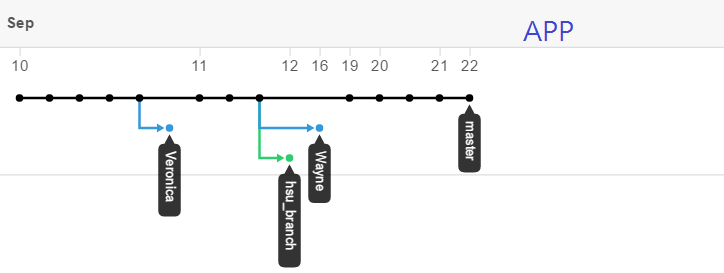 Sep
APP
10 11 12 16 19 20 21 22
Veronica
hsu_branch
Wayne
master